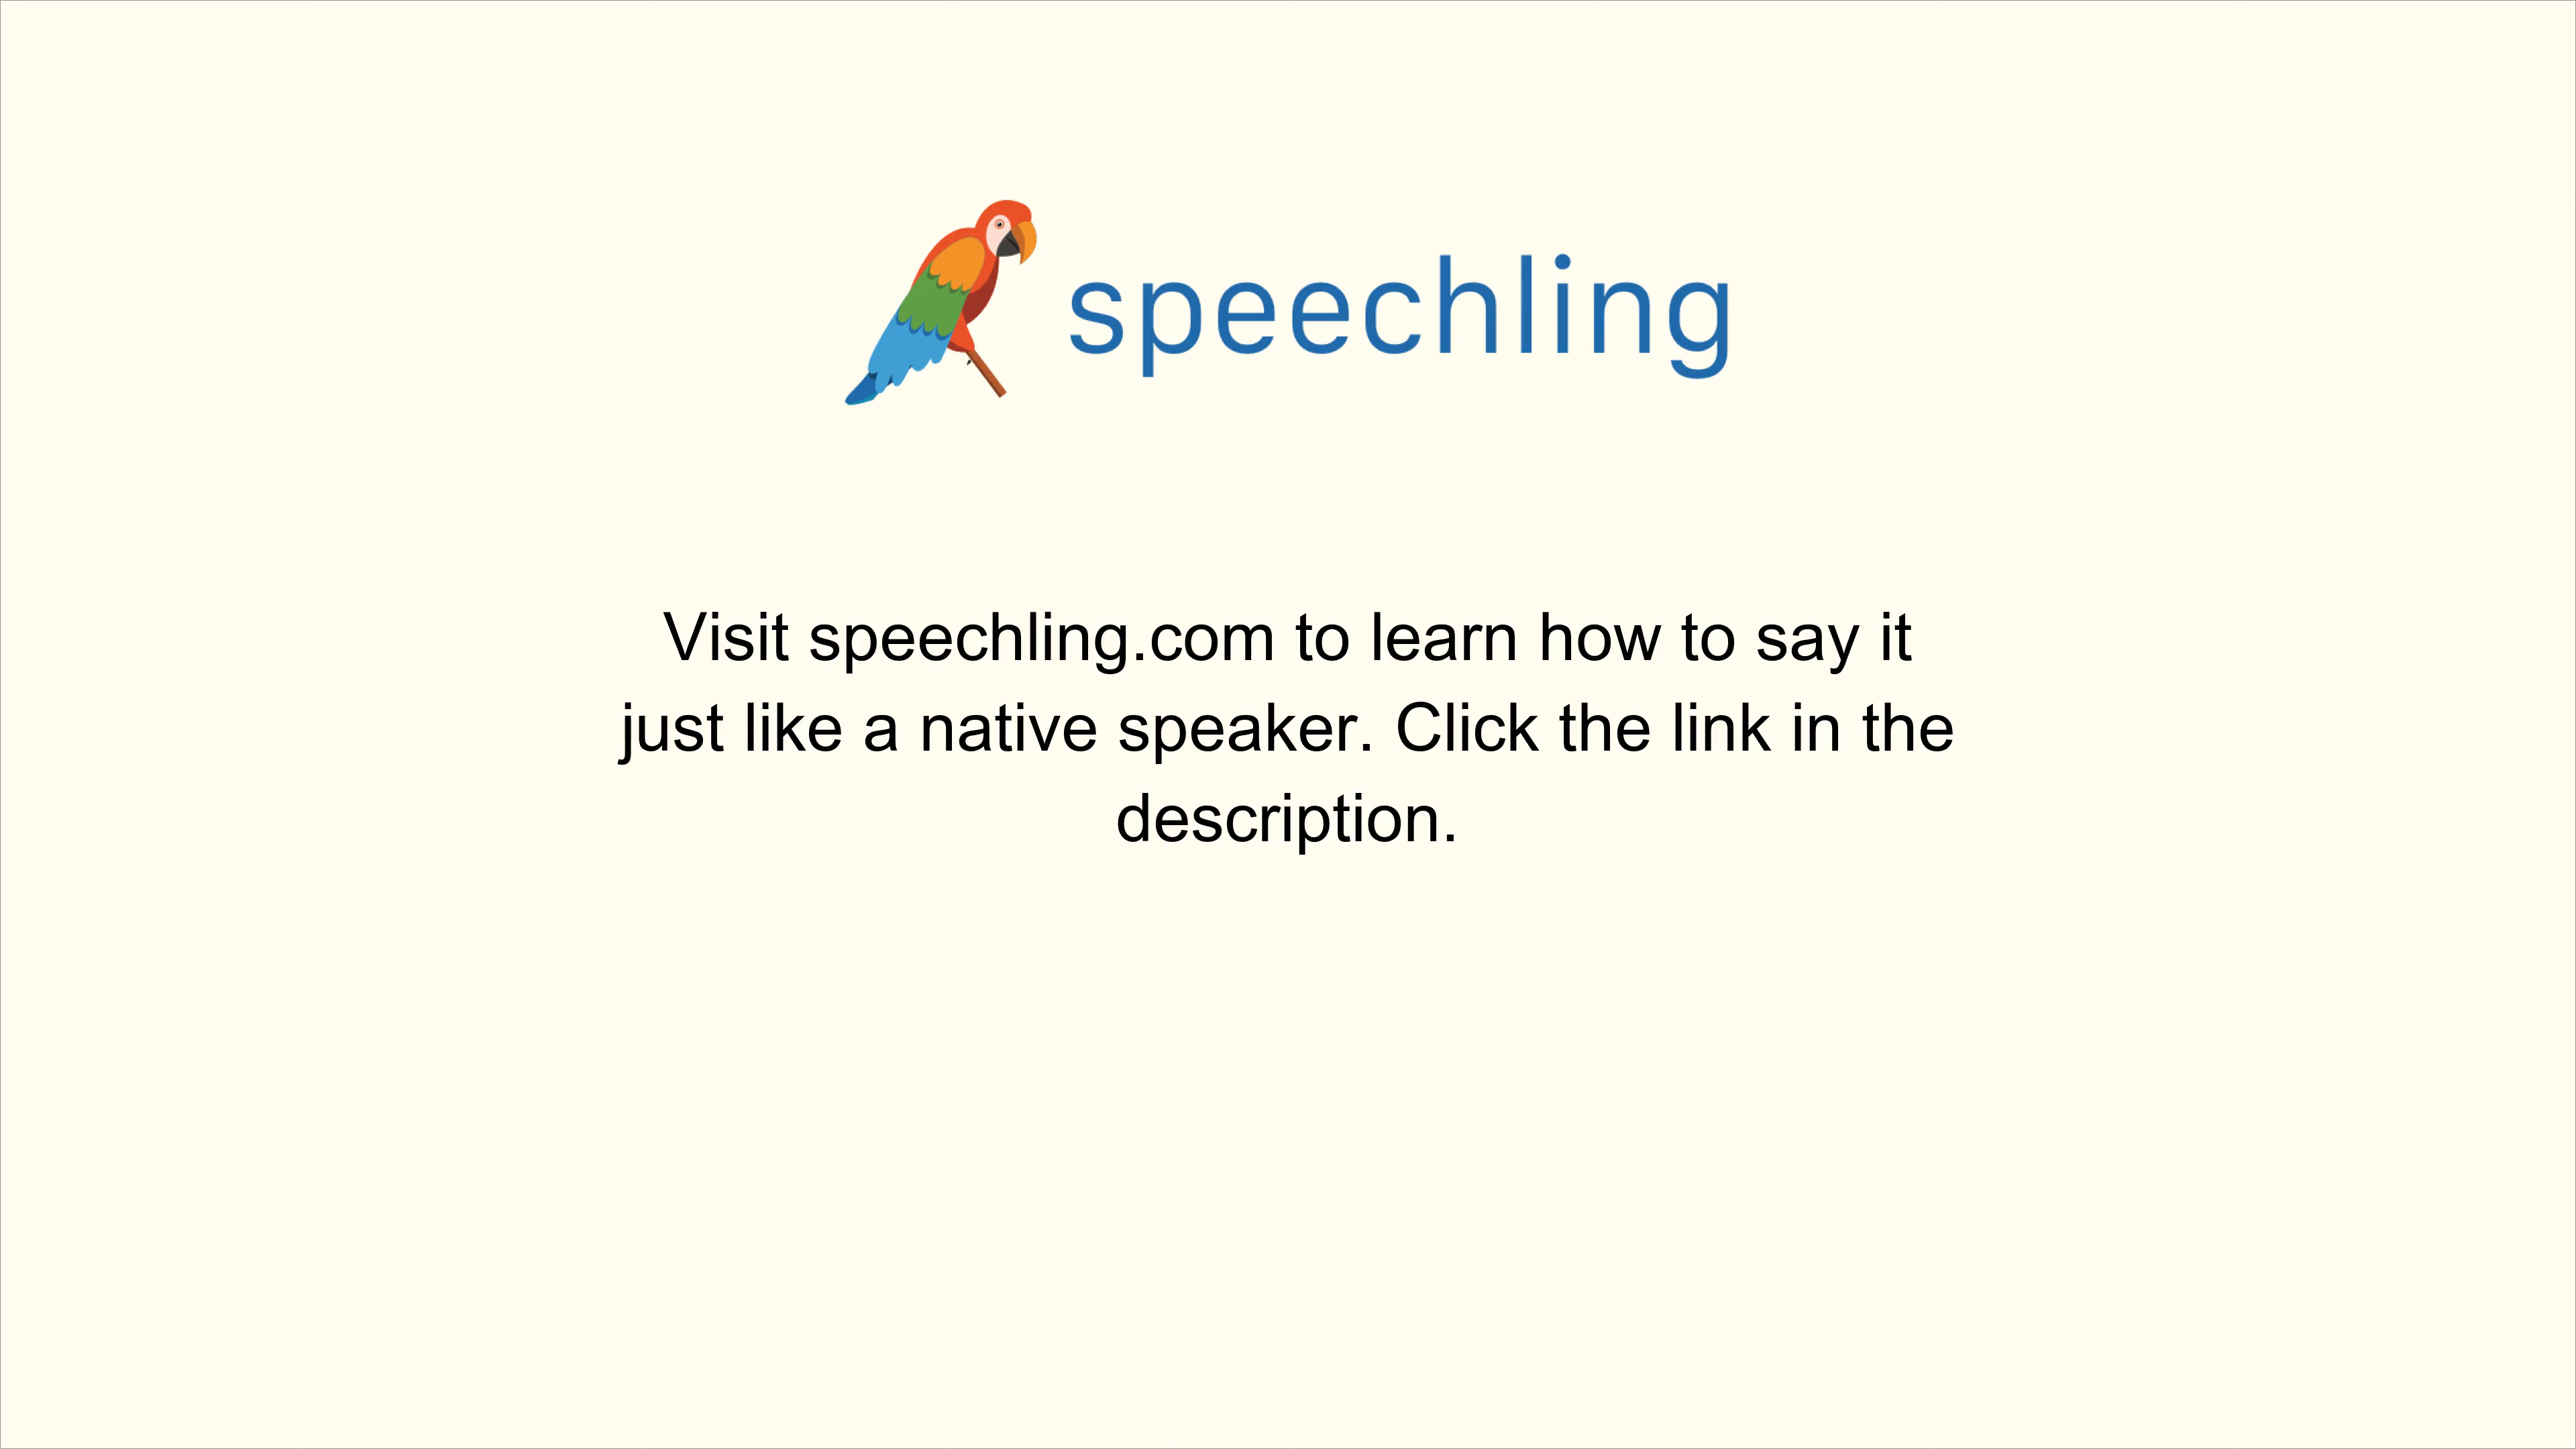 speechling
Visit speechling.com to learn how to say it
just like a native speaker. Click the link in the
description.